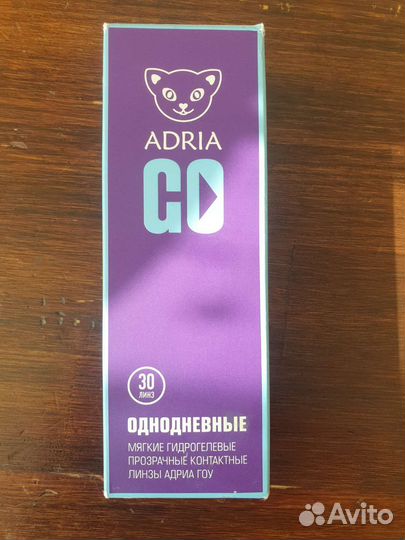 ADRIA
GO
30
ЛИНЗ
ОДНОДНЕВНЫЕ
МЯГКИЕ ГИДРОГЕЛЕВЫЕ
ПРОЗРАЧНЫЕ КОНТАКТНЫЕ
ЛИНЗЫ АДРИА ГОУ
Avito